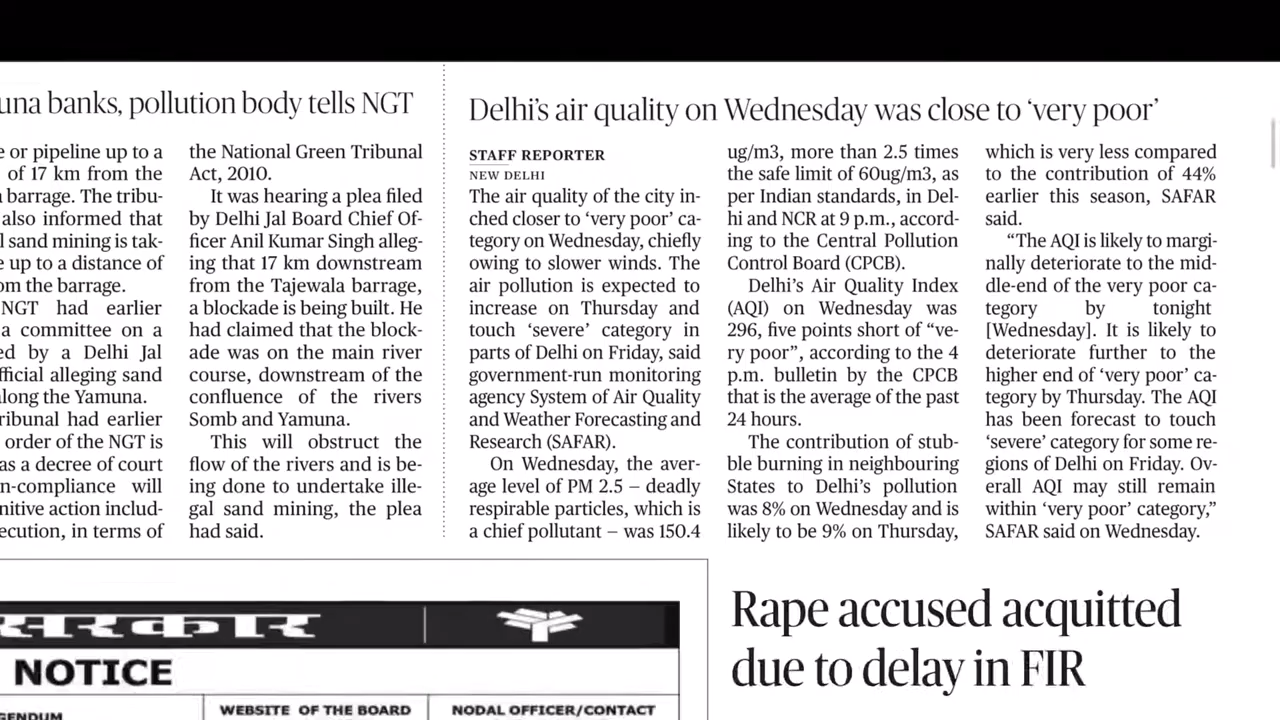 una banks, pollution body tells NGT
e or pipeline up to a
of 17 km from the
barrage. The tribu-
also informed that
l sand mining is tak-
e up to a distance of
om the barrage.
NGT had earlier
a committee on a
ed by a Delhi Jal
fficial alleging sand
along the Yamuna.
ribunal had earlier
order of the NGT is
as a decree of court
n-compliance will
nitive action includ-
ecution, in terms of
the National Green Tribunal
Act, 2010.
It was hearing a plea filed
by Delhi Jal Board Chief Of-
ficer Anil Kumar Singh alleg-
ing that 17 km downstream
from the Tajewala barrage,
a blockade is being built. He
had claimed that the block-
ade was on the main river
course, downstream of the
confluence of the rivers
Somb and Yamuna.
This will obstruct the
flow of the rivers and is be-
ing done to undertake ille-
gal sand mining, the plea
had said.
Delhi's air quality on Wednesday was close to 'very poor'
STAFF REPORTER
NEW DELHI
The air quality of the city in-
ched closer to 'very poor' ca-
tegory on Wednesday, chiefly
owing to slower winds. The
air pollution is expected to
increase on Thursday and
touch 'severe' category in
parts of Delhi on Friday, said
government-run monitoring
agency System of Air Quality
and Weather Forecasting and
Research (SAFAR).
On Wednesday, the aver-
age level of PM 2.5 – deadly
respirable particles, which is
a chief pollutant – was 150.4
ug/m3, more than 2.5 times
the safe limit of 60ug/m3, as
per Indian standards, in Del-
hi and NCR at 9 p.m., accord-
ing to the Central Pollution
Control Board (CPCB).
Delhi's Air Quality Index
(AQI) on Wednesday was
296, five points short of "ve-
ry poor", according to the 4
p.m. bulletin by the CPCB
that is the average of the past
24 hours.
The contribution of stub-
ble burning in neighbouring
States to Delhi's pollution
was 8% on Wednesday and is
likely to be 9% on Thursday,
which is very less compared
to the contribution of 44%
earlier this season, SAFAR
said.
"The AQI is likely to margi-
nally deteriorate to the mid-
dle-end of the very poor ca-
tegory by tonight
[Wednesday]. It is likely to
deteriorate further to the
higher end of 'very poor' ca-
tegory by Thursday. The AQI
has been forecast to touch
'severe' category for some re-
gions of Delhi on Friday. Ov-
erall AQI may still remain
within 'very poor' category,"
SAFAR said on Wednesday.
सरकार
NOTICE
GENDUM
WEBSITE OF THE BOARD
NODAL OFFICER/CONTACT
Rape accused acquitted
due to delay in FIR